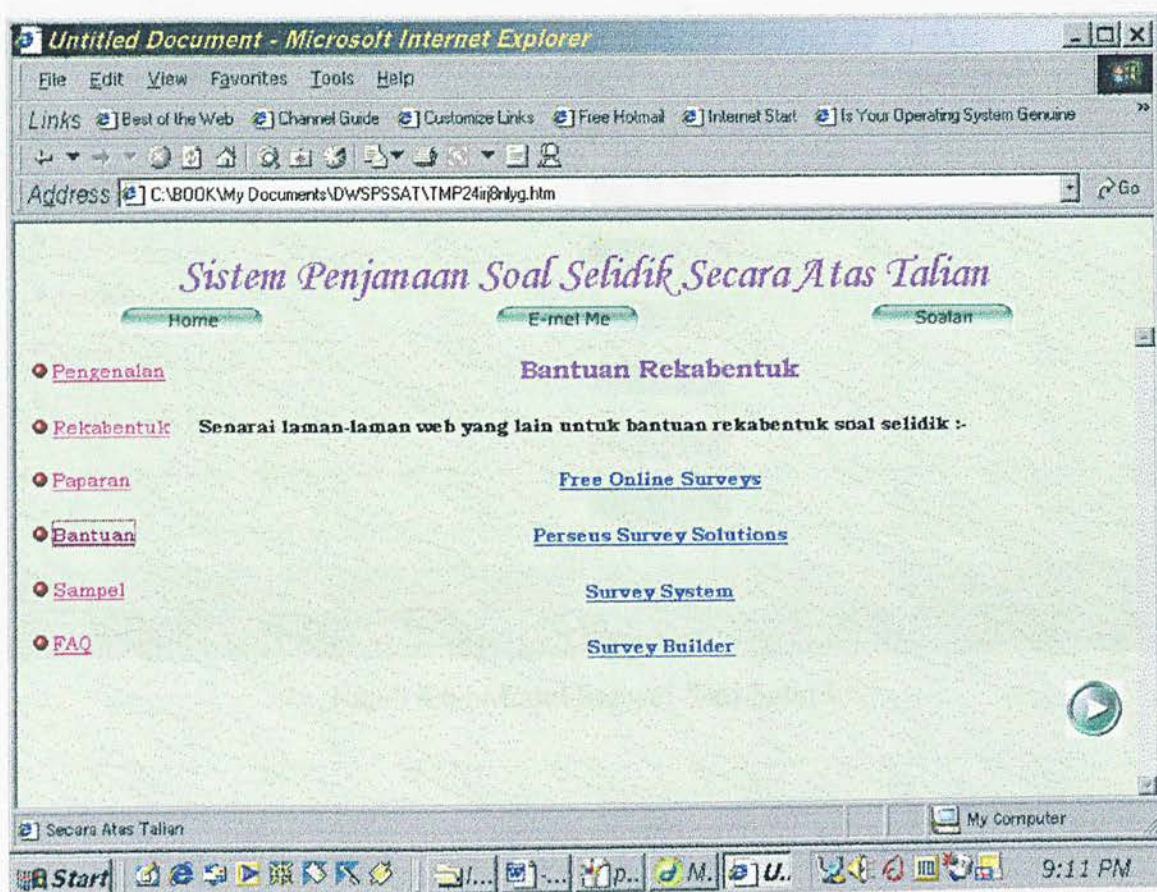 Untitled Document - Microsoft Internet Explorer
File Edit View Favorites Tools Help
Links Best of the Web Channel Guide Customize Links Free Hotmail Internet Start Is Your Operating System Genuine »
Address C:\BOOK\My Documents\DWSPSSAT\TMP24irj8nlyg.htm Go
Sistem Penjanaan Soal Selidik Secara Atas Talian
Home E-mel Me Soalan
Pengenalan Bantuan Rekabentuk
Rekabentuk Senarai laman-laman web yang lain untuk bantuan rekabentuk soal selidik :-
Paparan Free Online Surveys
Bantuan Perseus Survey Solutions
Sampel Survey System
FAQ Survey Builder
Secara Atas Talian My Computer
Start I... -... p... M. U.. 9:11 PM